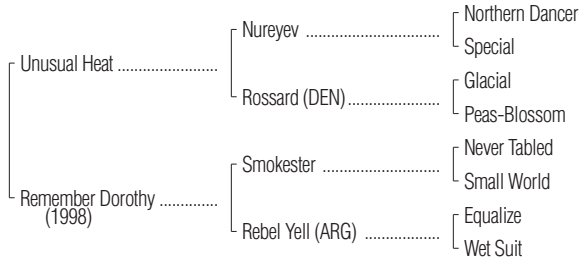 Northern Dancer
Nureyev ..............................
Special
Unusual Heat ......................
Glacial
Rossard (DEN) .....................
Peas-Blossom
Never Tabled
Smokester ..........................
Small World
Remember Dorothy .............
(1998)
Equalize
Rebel Yell (ARG) .................
Wet Suit